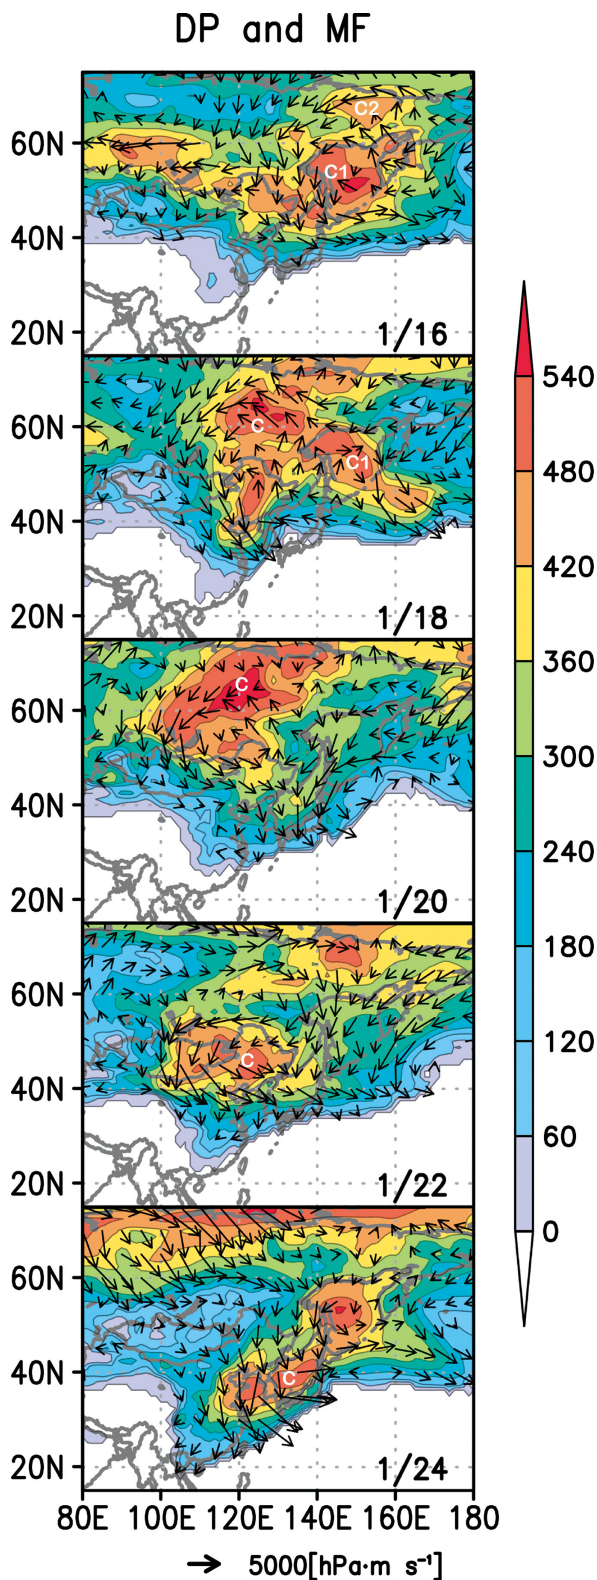 DP and MF
60N
40N
20N
C2
C1
1/16
60N
40N
20N
C
C1
1/18
60N
40N
20N
C
1/20
60N
40N
20N
C
1/22
60N
40N
20N
C
1/24
80E 100E 120E 140E 160E 180
5000[hPa·m s⁻¹]
540
480
420
360
300
240
180
120
60
0